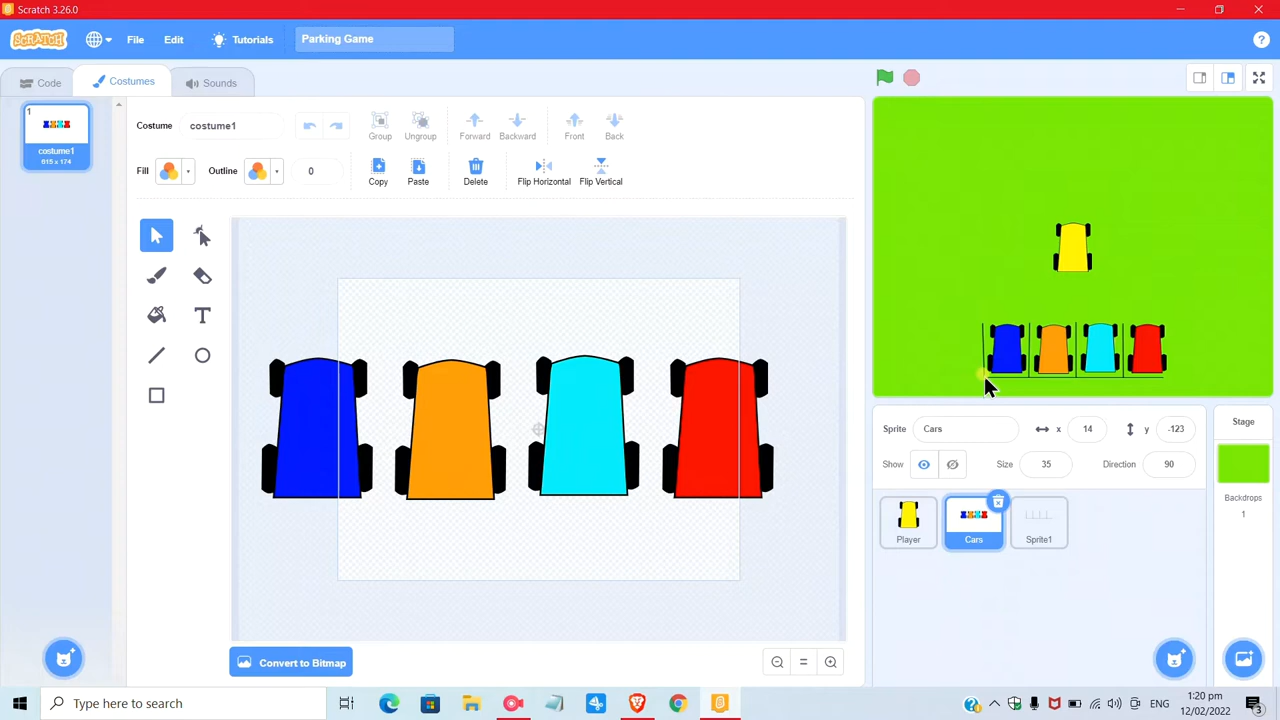 Scratch 3.26.0
SCRATCH
File
Edit
Tutorials
Parking Game
?
Code
Costumes
Sounds
1
costume1
615 x 174
Costume
costume1
Group
Ungroup
Forward
Backward
Front
Back
Fill
Outline
0
Copy
Paste
Delete
Flip Horizontal
Flip Vertical
T
Convert to Bitmap
Sprite
Cars
x
14
y
-123
Show
Size
35
Direction
90
Player
Cars
Sprite1
Stage
Backdrops
1
Type here to search
ENG
1:20 pm
12/02/2022
3